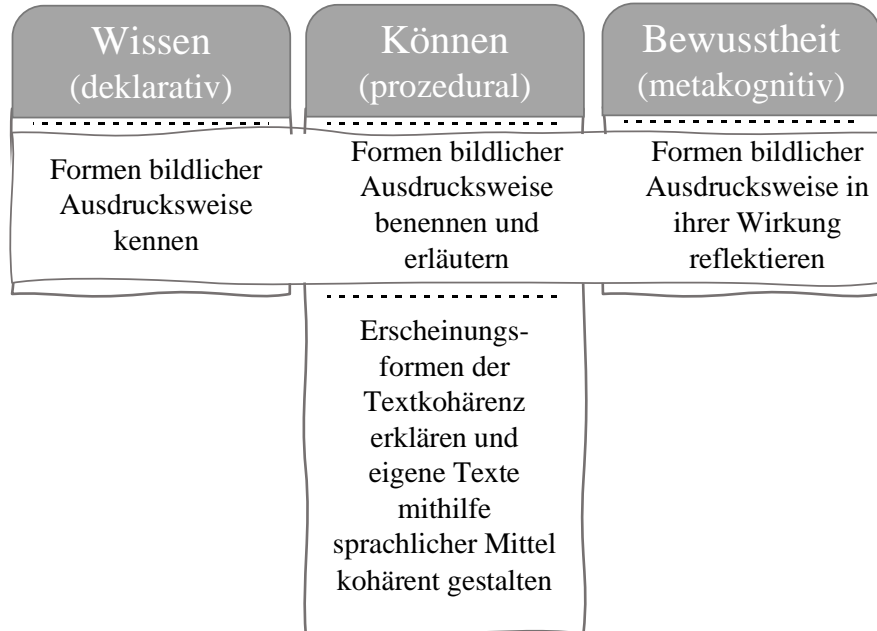 Wissen
(deklarativ)
Können
(prozedural)
Bewusstheit
(metakognitiv)
Formen bildlicher
Ausdrucksweise
kennen
Formen bildlicher
Ausdrucksweise
benennen und
erläutern
Formen bildlicher
Ausdrucksweise in
ihrer Wirkung
reflektieren
Erscheinungs-
formen der
Textkohärenz
erklären und
eigene Texte
mithilfe
sprachlicher Mittel
kohärent gestalten